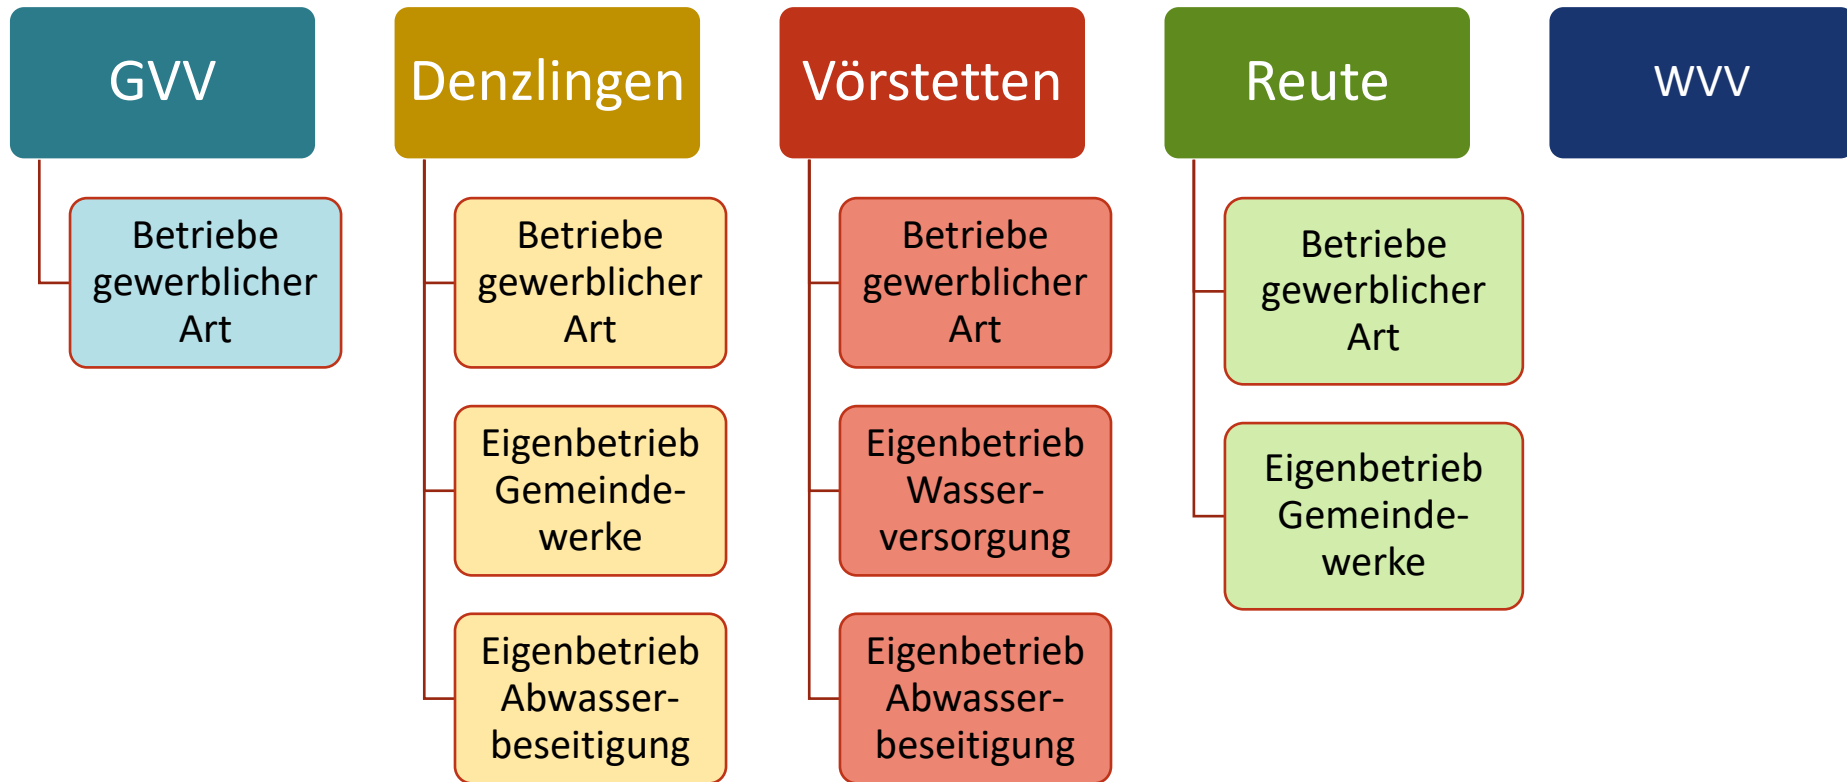 GVV
Betriebe
gewerblicher
Art
Denzlingen
Betriebe
gewerblicher
Art
Eigenbetrieb
Gemeinde-
werke
Eigenbetrieb
Abwasser-
beseitigung
Vörstetten
Betriebe
gewerblicher
Art
Eigenbetrieb
Wasser-
versorgung
Eigenbetrieb
Abwasser-
beseitigung
Reute
Betriebe
gewerblicher
Art
Eigenbetrieb
Gemeinde-
werke
WVV